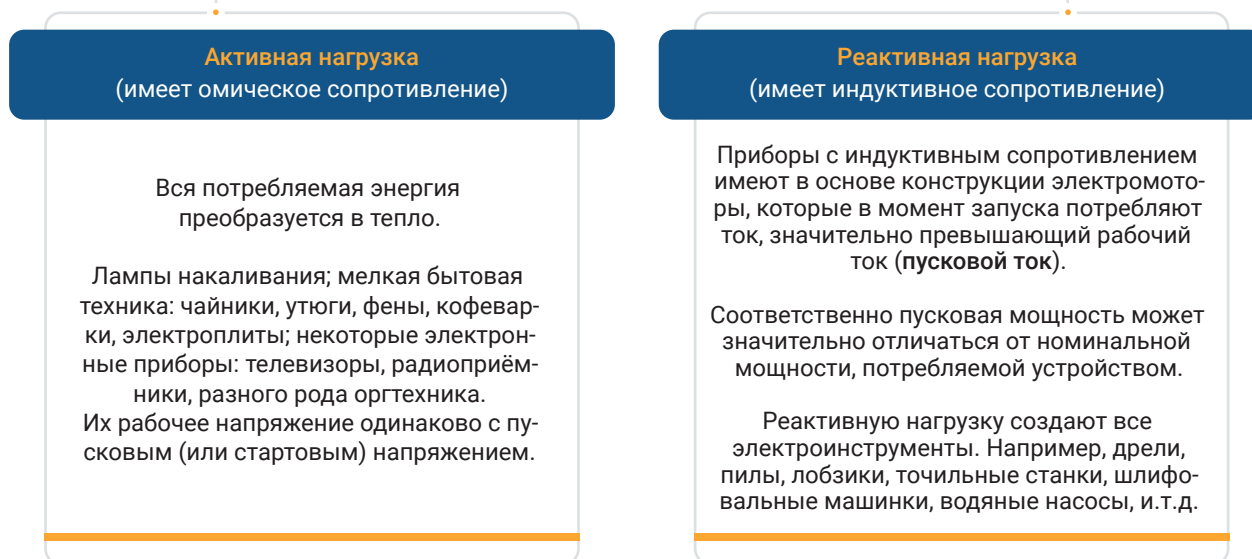 Активная нагрузка
(имеет омическое сопротивление)
Вся потребляемая энергия
преобразуется в тепло.
Лампы накаливания; мелкая бытовая
техника: чайники, утюги, фены, кофевар-
ки, электроплиты; некоторые электрон-
ные приборы: телевизоры, радиоприём-
ники, разного рода оргтехника.
Их рабочее напряжение одинаково с пу-
сковым (или стартовым) напряжением.
Реактивная нагрузка
(имеет индуктивное сопротивление)
Приборы с индуктивным сопротивлением
имеют в основе конструкции электромото-
ры, которые в момент запуска потребляют
ток, значительно превышающий рабочий
ток (пусковой ток).
Соответственно пусковая мощность может
значительно отличаться от номинальной
мощности, потребляемой устройством.
Реактивную нагрузку создают все
электроинструменты. Например, дрели,
пилы, лобзики, точильные станки, шлифо-
вальные машинки, водяные насосы, и.т.д.